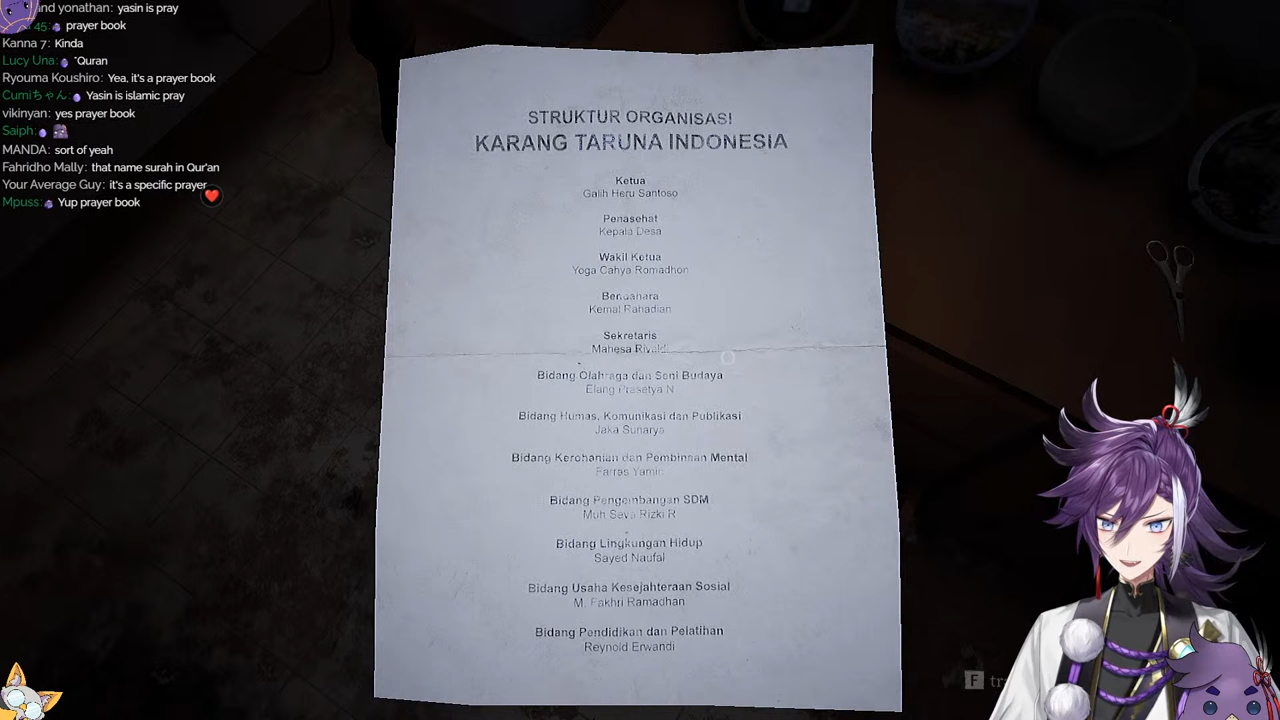 nd yonathan: yasin is pray
45: prayer book
Kanna 7: Kinda
Lucy Una: *Quran
Ryouma Koushiro: Yea, it's a prayer book
Cumiちゃん: Yasin is islamic pray
vikinyan: yes prayer book
Saiph:
MANDA: sort of yeah
Fahridho Mally: that name surah in Qur'an
Your Average Guy: it's a specific prayer
Mpuss: Yup prayer book
STRUKTUR ORGANISASI
KARANG TARUNA INDONESIA
Ketua
Galih Heru Santoso
Penasehat
Kepala Desa
Wakil Ketua
Yoga Cahya Romadhon
Bendahara
Kemal Rahadian
Sekretaris
Mahesa Rivaldi
Bidang Olahraga dan Seni Budaya
Elang Prasetya N
Bidang Humas, Komunikasi dan Publikasi
Jaka Sunarya
Bidang Kerohanian dan Pembinaan Mental
Farras Yamin
Bidang Pengembangan SDM
Muh Seva Rizki R
Bidang Lingkungan Hidup
Sayed Naufal
Bidang Usaha Kesejahteraan Sosial
M. Fakhri Ramadhan
Bidang Pendidikan dan Pelatihan
Reynold Erwandi
F